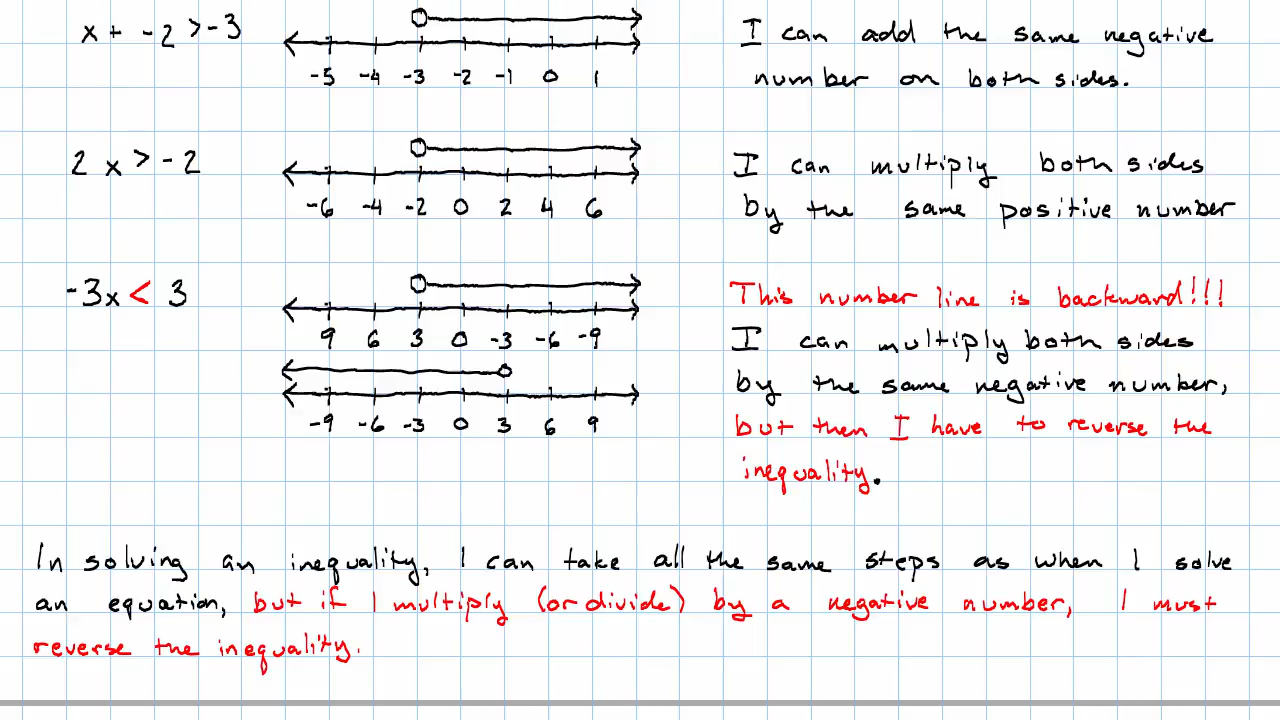 x + -2 > -3
-5 -4 -3 -2 -1 0 1
I can add the same negative
number on both sides.
2x > -2
-6 -4 -2 0 2 4 6
I can multiply both sides
by the same positive number
-3x < 3
9 6 3 0 -3 -6 -9
-9 -6 -3 0 3 6 9
This number line is backward!!!
I can multiply both sides
by the same negative number,
but then I have to reverse the
inequality.
In solving an inequality, I can take all the same steps as when I solve
an equation, but if I multiply (or divide) by a negative number, I must
reverse the inequality.